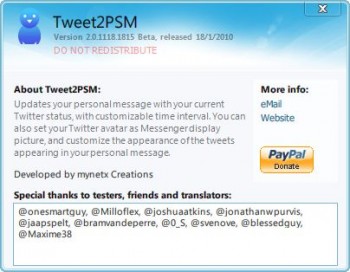 Tweet2PSM
Version 2.0.1118.1815 Beta, released 18/1/2010
DO NOT REDISTRIBUTE
About Tweet2PSM:
Updates your personal message with your current
Twitter status, with customizable time interval. You can
also set your Twitter avatar as Messenger display
picture, and customize the appearance of the tweets
appearing in your personal message.
Developed by mynetx Creations
More info:
eMail
Website
PayPal
Donate
Special thanks to testers, friends and translators:
@onesmartguy, @Milloflex, @joshuaatkins, @jonathanwpurvis,
@jaapspelt, @bramvandeperre, @0_S, @svenove, @blessedguy,
@Maxime38